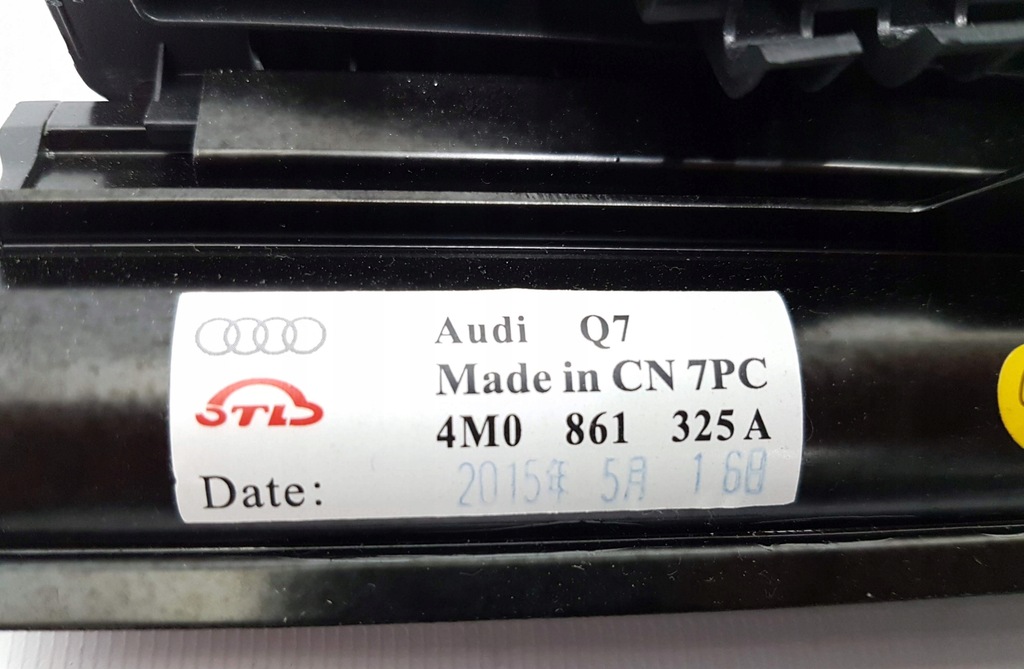 Audi Q7
Made in CN 7PC
STL
4M0 861 325 A
Date: 2015年 5月 16日